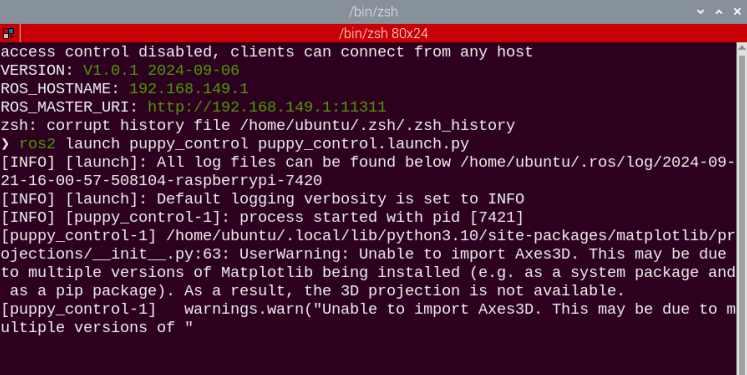 /bin/zsh
/bin/zsh 80x24
access control disabled, clients can connect from any host
VERSION: V1.0.1 2024-09-06
ROS_HOSTNAME: 192.168.149.1
ROS_MASTER_URI: http://192.168.149.1:11311
zsh: corrupt history file /home/ubuntu/.zsh/.zsh_history
❯ ros2 launch puppy_control puppy_control.launch.py
[INFO] [launch]: All log files can be found below /home/ubuntu/.ros/log/2024-09-
21-16-00-57-508104-raspberrypi-7420
[INFO] [launch]: Default logging verbosity is set to INFO
[INFO] [puppy_control-1]: process started with pid [7421]
[puppy_control-1] /home/ubuntu/.local/lib/python3.10/site-packages/matplotlib/pr
ojections/__init__.py:63: UserWarning: Unable to import Axes3D. This may be due
to multiple versions of Matplotlib being installed (e.g. as a system package and
 as a pip package). As a result, the 3D projection is not available.
[puppy_control-1]   warnings.warn("Unable to import Axes3D. This may be due to m
ultiple versions of "